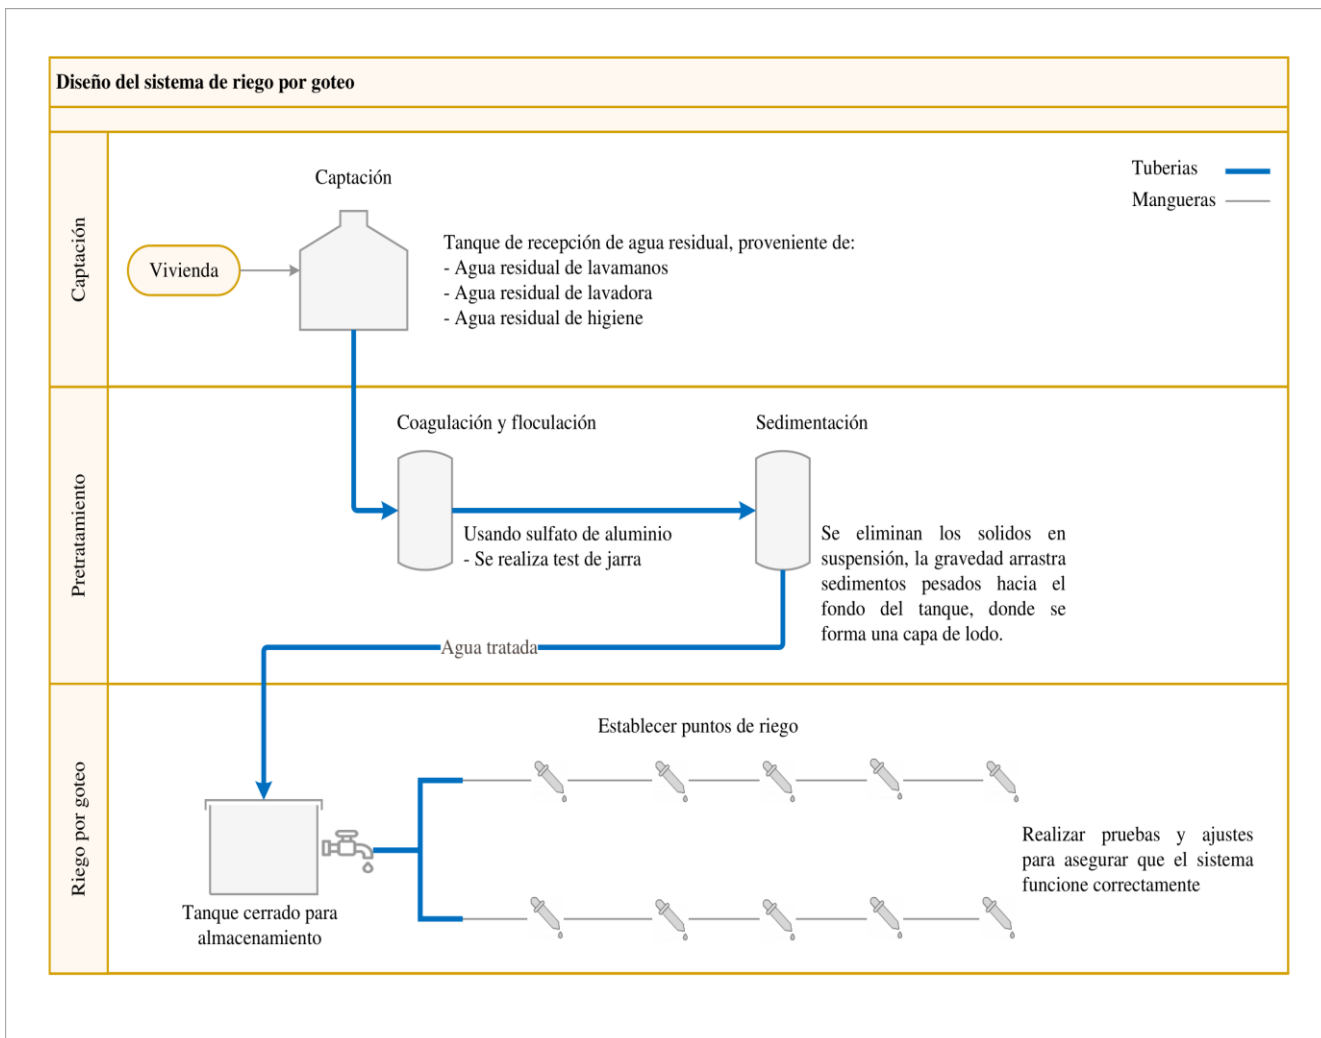 Diseño del sistema de riego por goteo
Captación
Captación
Tuberias
Mangueras
Vivienda
Tanque de recepción de agua residual, proveniente de:
- Agua residual de lavamanos
- Agua residual de lavadora
- Agua residual de higiene
Pretratamiento
Coagulación y floculación
Sedimentación
Usando sulfato de aluminio
- Se realiza test de jarra
Se eliminan los solidos en
suspensión, la gravedad arrastra
sedimentos pesados hacia el
fondo del tanque, donde se
forma una capa de lodo.
Agua tratada
Riego por goteo
Establecer puntos de riego
Realizar pruebas y ajustes
para asegurar que el sistema
funcione correctamente
Tanque cerrado para
almacenamiento